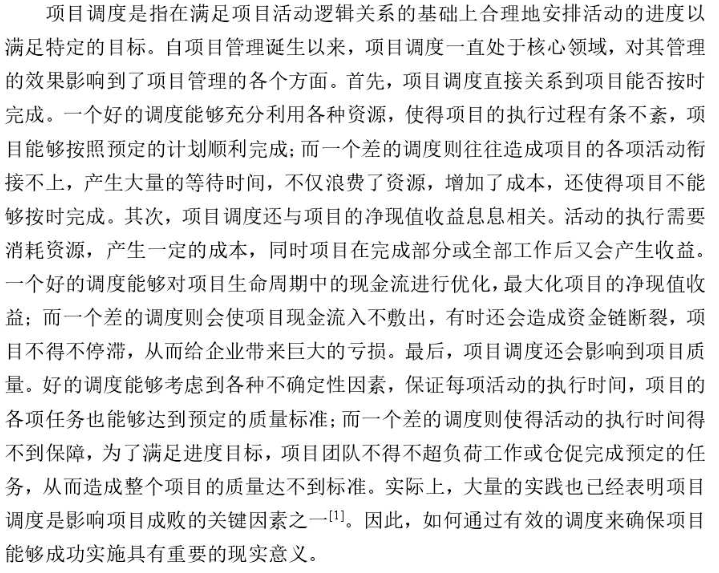 项目调度是指在满足项目活动逻辑关系的基础上合理地安排活动的进度以
满足特定的目标。自项目管理诞生以来，项目调度一直处于核心领域，对其管理
的效果影响到了项目管理的各个方面。首先，项目调度直接关系到项目能否按时
完成。一个好的调度能够充分利用各种资源，使得项目的执行过程有条不紊，项
目能够按照预定的计划顺利完成；而一个差的调度则往往造成项目的各项活动衔
接不上，产生大量的等待时间，不仅浪费了资源，增加了成本，还使得项目不能
够按时完成。其次，项目调度还与项目的净现值收益息息相关。活动的执行需要
消耗资源，产生一定的成本，同时项目在完成部分或全部工作后又会产生收益。
一个好的调度能够对项目生命周期中的现金流进行优化，最大化项目的净现值收
益；而一个差的调度则会使项目现金流入不敷出，有时还会造成资金链断裂，项
目不得不停滞，从而给企业带来巨大的亏损。最后，项目调度还会影响到项目质
量。好的调度能够考虑到各种不确定性因素，保证每项活动的执行时间，项目的
各项任务也能够达到预定的质量标准；而一个差的调度则使得活动的执行时间得
不到保障，为了满足进度目标，项目团队不得不超负荷工作或仓促完成预定的任
务，从而造成整个项目的质量达不到标准。实际上，大量的实践也已经表明项目
调度是影响项目成败的关键因素之一[1]。因此，如何通过有效的调度来确保项目
能够成功实施具有重要的现实意义。